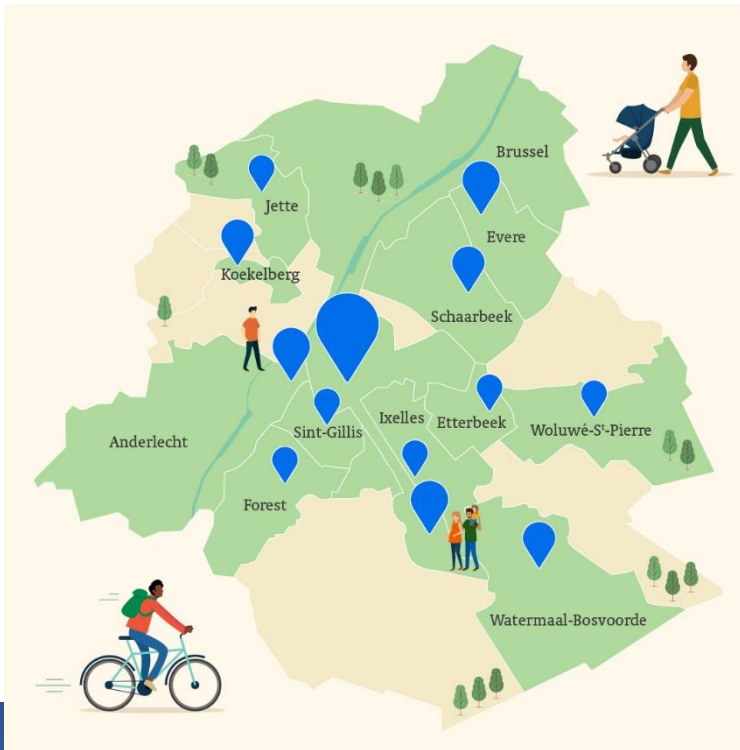 Brussel
Jette
Evere
Koekelberg
Schaarbeek
Ixelles
Etterbeek
Woluwé-Sᵗ-Pierre
Sint-Gillis
Anderlecht
Forest
Watermaal-Bosvoorde